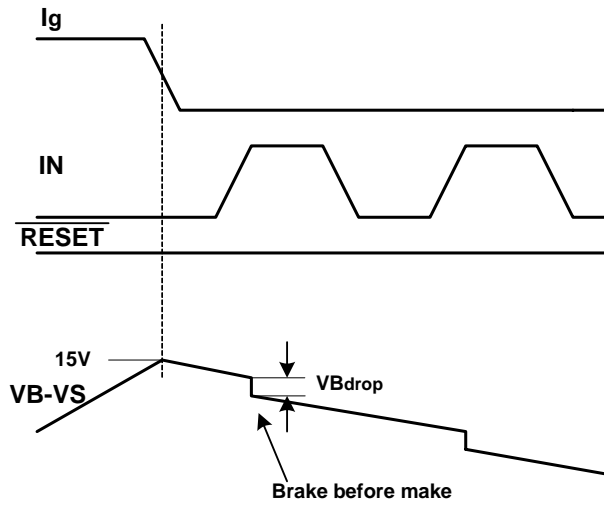 Ig
IN
RESET
15V
VB-VS
VBdrop
Brake before make